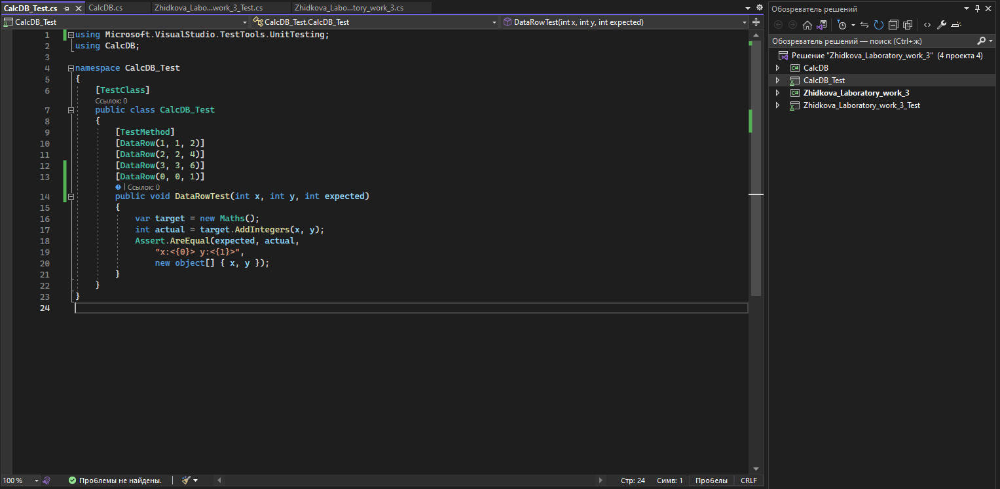 CalcDB_Test.cs
CalcDB.cs
Zhidkova_Labo...work_3_Test.cs
Zhidkova_Labo...tory_work_3.cs
CalcDB_Test
CalcDB_Test.CalcDB_Test
DataRowTest(int x, int y, int expected)
1 using Microsoft.VisualStudio.TestTools.UnitTesting;
2 using CalcDB;
3
4 namespace CalcDB_Test
5 {
6 [TestClass]
Ссылок: 0
7 public class CalcDB_Test
8 {
9 [TestMethod]
10 [DataRow(1, 1, 2)]
11 [DataRow(2, 2, 4)]
12 [DataRow(3, 3, 6)]
13 [DataRow(0, 0, 1)]
| Ссылок: 0
14 public void DataRowTest(int x, int y, int expected)
15 {
16 var target = new Maths();
17 int actual = target.AddIntegers(x, y);
18 Assert.AreEqual(expected, actual,
19 "x:<{0}> y:<{1}>",
20 new object[] { x, y });
21 }
22 }
23 }
24
100 %
Проблемы не найдены.
Стр: 24
Симв: 1
Пробелы
CRLF
Обозреватель решений
Обозреватель решений — поиск (Ctrl+ж)
Решение "Zhidkova_Laboratory_work_3" (4 проекта 4)
CalcDB
CalcDB_Test
Zhidkova_Laboratory_work_3
Zhidkova_Laboratory_work_3_Test